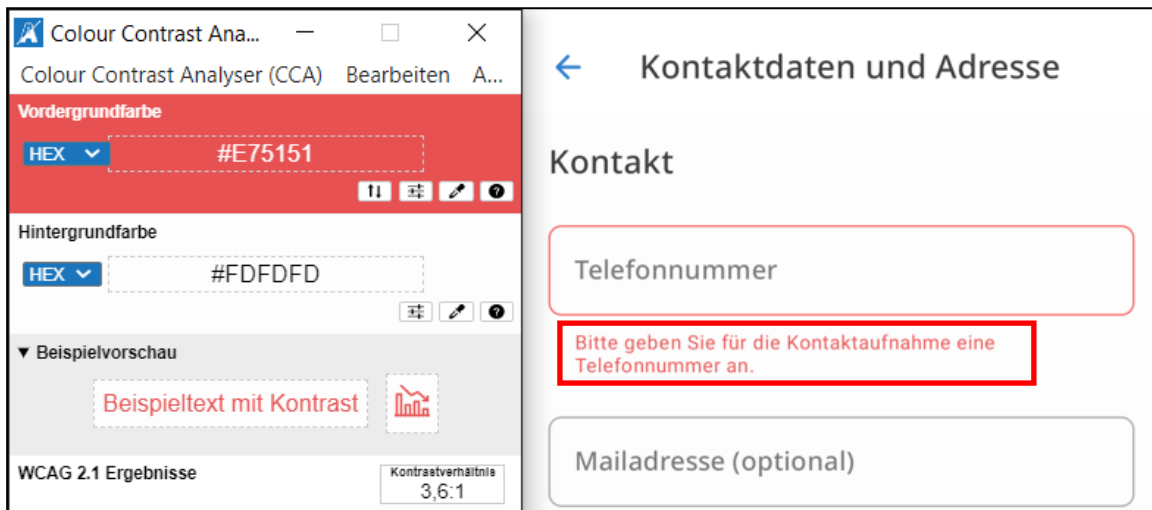 Colour Contrast Ana...
Colour Contrast Analyser (CCA) Bearbeiten A...
Vordergrundfarbe
HEX #E75151
Hintergrundfarbe
HEX #FDFDFD
▼ Beispielvorschau
Beispieltext mit Kontrast
WCAG 2.1 Ergebnisse
Kontrastverhältnis
3,6:1
Kontaktdaten und Adresse
Kontakt
Telefonnummer
Bitte geben Sie für die Kontaktaufnahme eine
Telefonnummer an.
Mailadresse (optional)